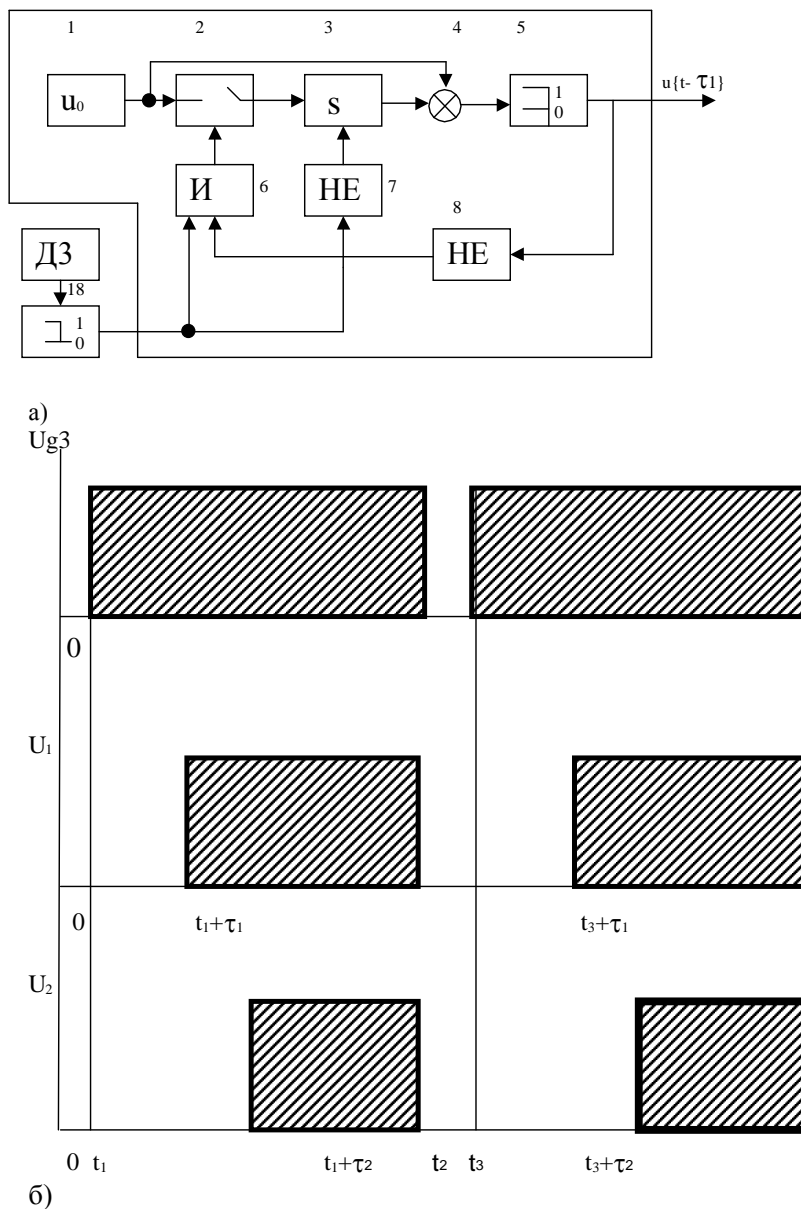 1 2 3 4 5
u₀ s 1 0 u{t- τ1}
И 6 НЕ 7
8
НЕ
ДЗ
18
1
0
а)
Ug3
0
U₁
0 t₁+τ₁ t₃+τ₁
U₂
0 t₁ t₁+τ₂ t₂ t₃ t₃+τ₂
б)